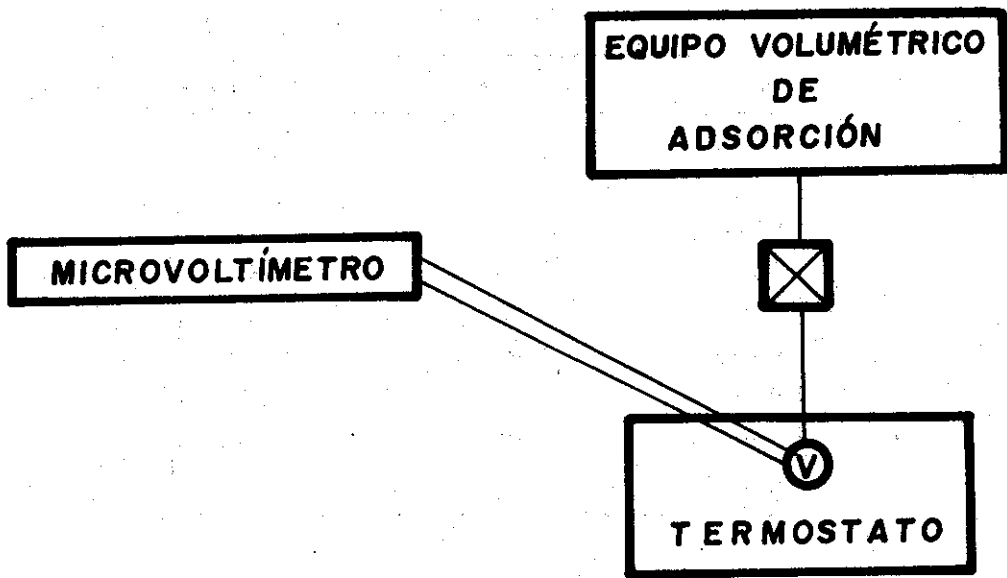 EQUIPO VOLUMÉTRICO
DE
ADSORCIÓN
MICROVOLTÍMETRO
V
TERMOSTATO